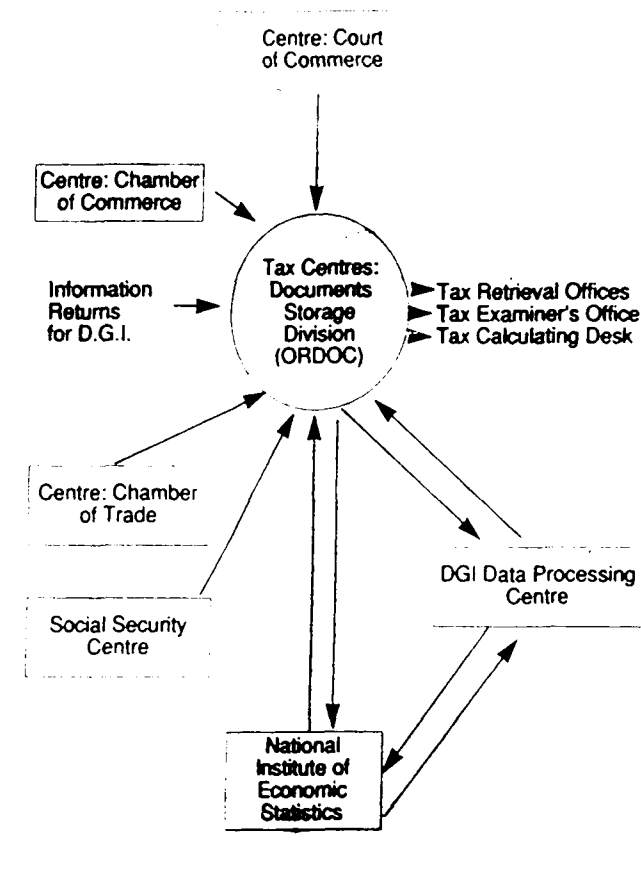 Centre: Court
of Commerce
Centre: Chamber
of Commerce
Information
Returns
for D.G.I.
Tax Centres:
Documents
Storage
Division
(ORDOC)
Tax Retrieval Offices
Tax Examiner's Office
Tax Calculating Desk
Centre: Chamber
of Trade
Social Security
Centre
DGI Data Processing
Centre
National
Institute of
Economic
Statistics